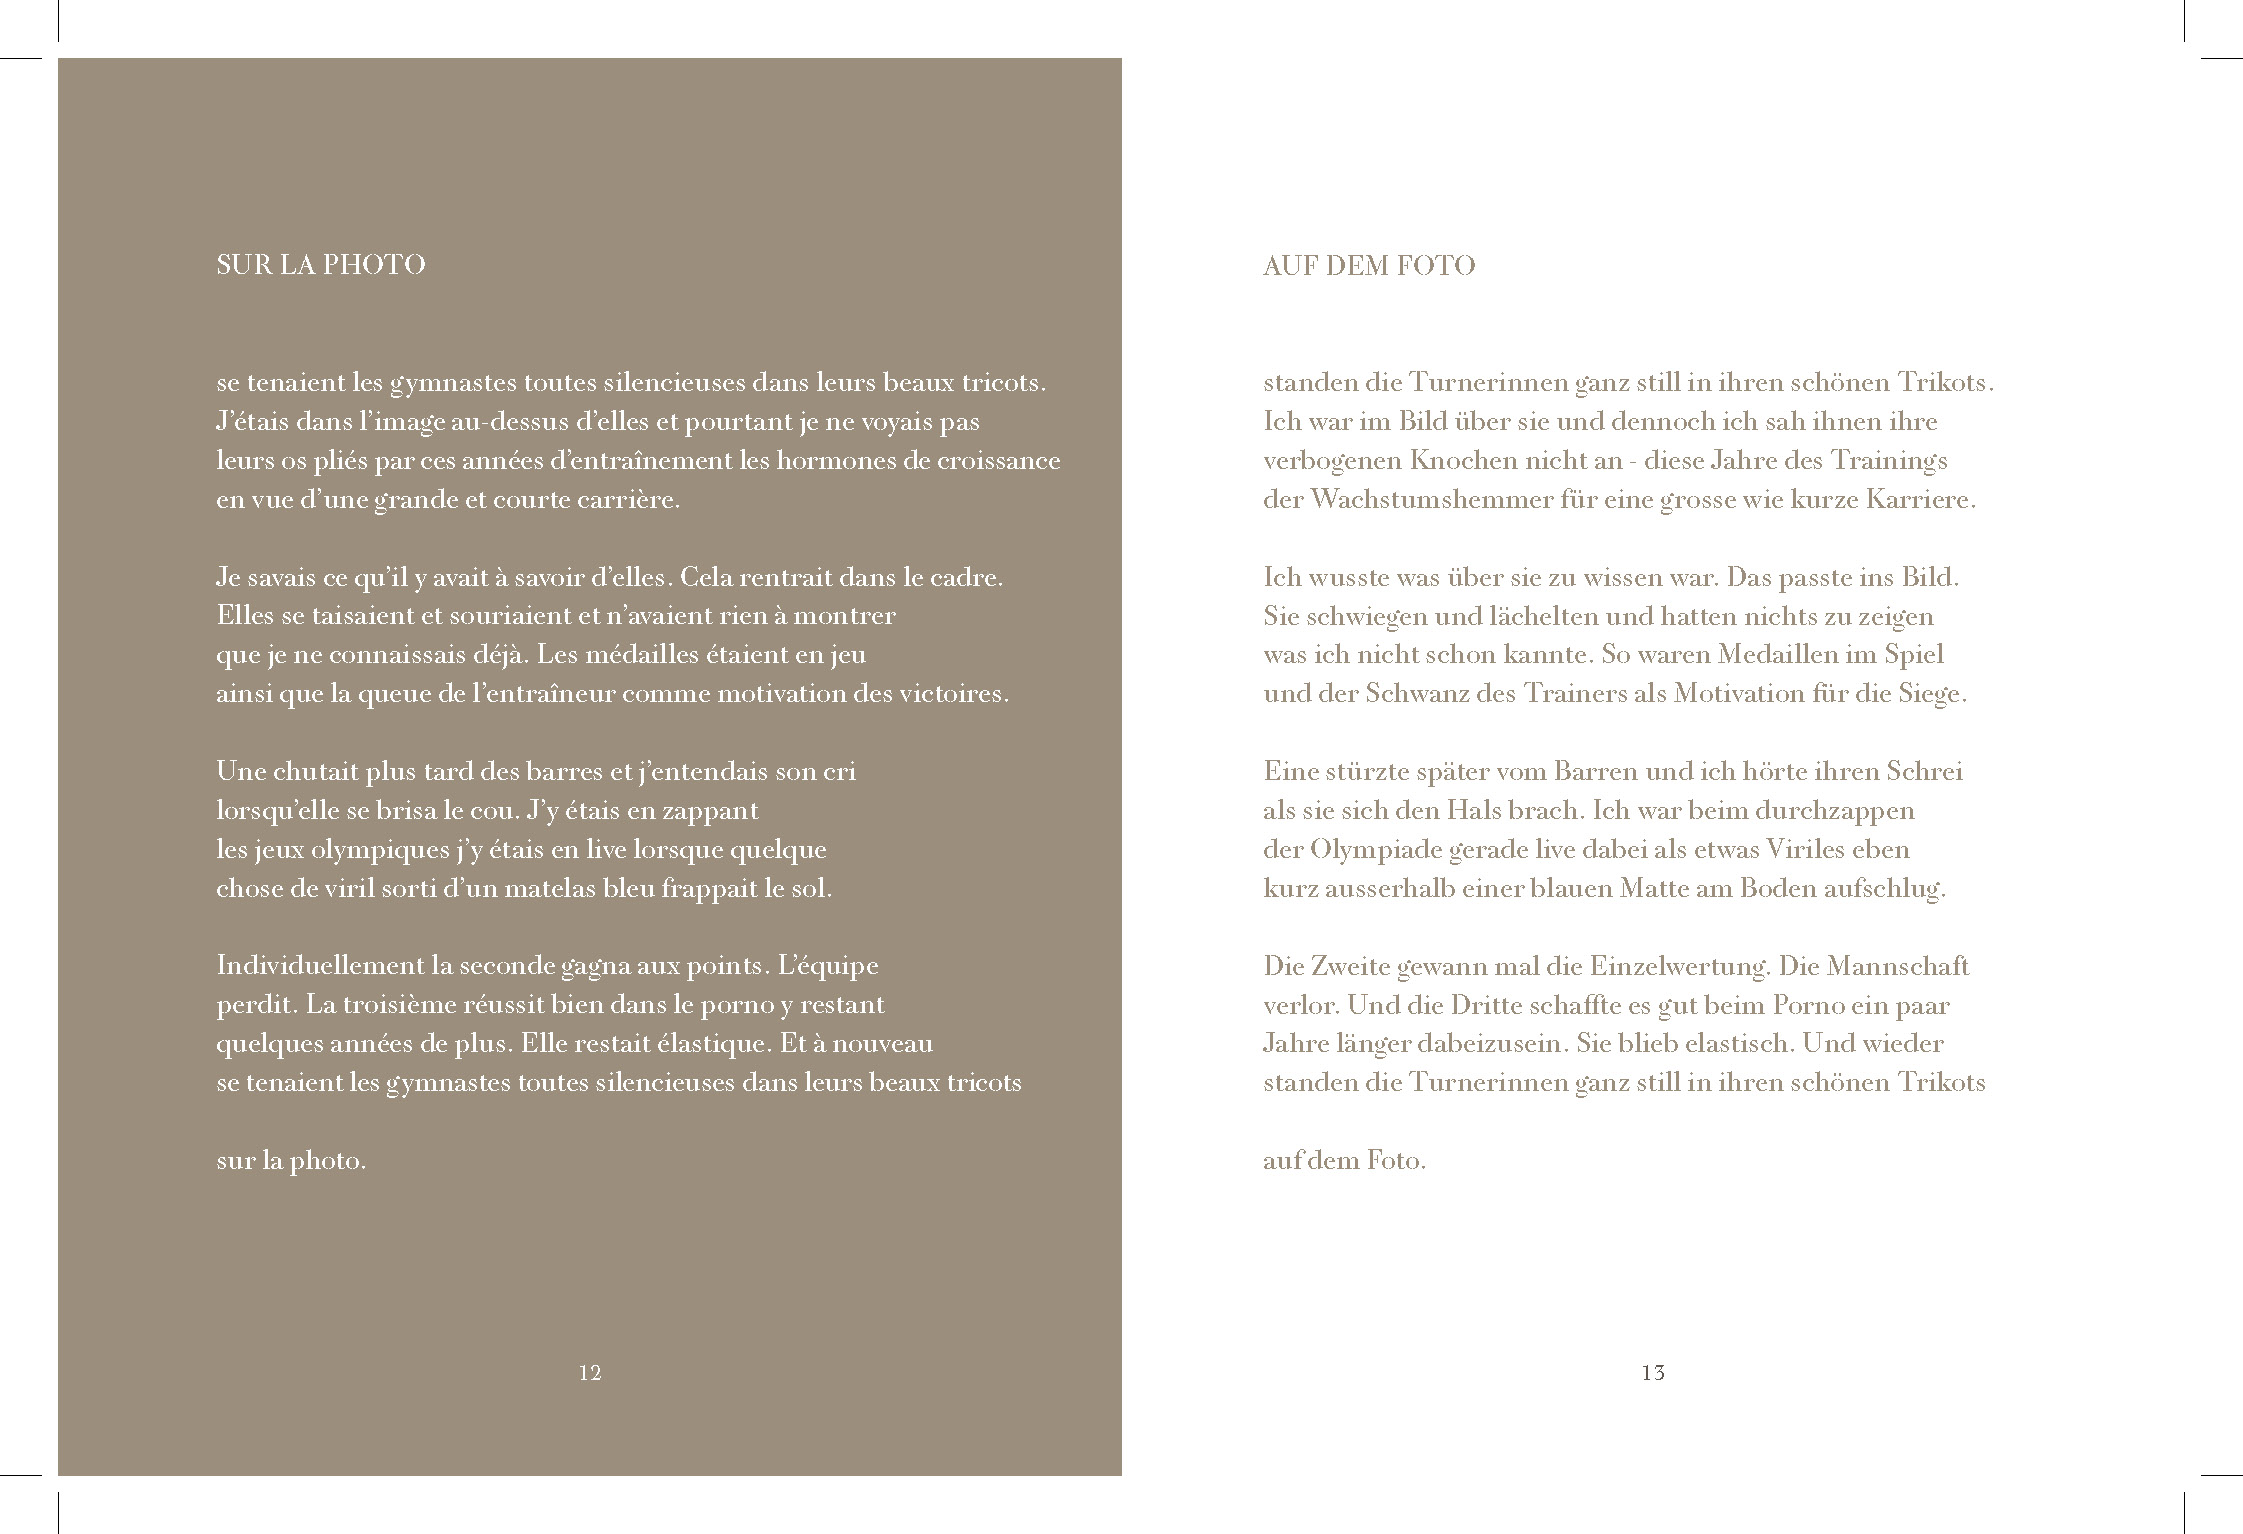 SUR LA PHOTO
se tenaient les gymnastes toutes silencieuses dans leurs beaux tricots.
J’étais dans l’image au-dessus d’elles et pourtant je ne voyais pas
leurs os pliés par ces années d’entraînement les hormones de croissance
en vue d’une grande et courte carrière.
Je savais ce qu’il y avait à savoir d’elles. Cela rentrait dans le cadre.
Elles se taisaient et souriaient et n’avaient rien à montrer
que je ne connaissais déjà. Les médailles étaient en jeu
ainsi que la queue de l’entraîneur comme motivation des victoires.
Une chutait plus tard des barres et j’entendais son cri
lorsqu’elle se brisa le cou. J’y étais en zappant
les jeux olympiques j’y étais en live lorsque quelque
chose de viril sorti d’un matelas bleu frappait le sol.
Individuellement la seconde gagna aux points. L’équipe
perdit. La troisième réussit bien dans le porno y restant
quelques années de plus. Elle restait élastique. Et à nouveau
se tenaient les gymnastes toutes silencieuses dans leurs beaux tricots
sur la photo.
12
AUF DEM FOTO
standen die Turnerinnen ganz still in ihren schönen Trikots.
Ich war im Bild über sie und dennoch ich sah ihnen ihre
verbogenen Knochen nicht an - diese Jahre des Trainings
der Wachstumshemmer für eine grosse wie kurze Karriere.
Ich wusste was über sie zu wissen war. Das passte ins Bild.
Sie schwiegen und lächelten und hatten nichts zu zeigen
was ich nicht schon kannte. So waren Medaillen im Spiel
und der Schwanz des Trainers als Motivation für die Siege.
Eine stürzte später vom Barren und ich hörte ihren Schrei
als sie sich den Hals brach. Ich war beim durchzappen
der Olympiade gerade live dabei als etwas Viriles eben
kurz ausserhalb einer blauen Matte am Boden aufschlug.
Die Zweite gewann mal die Einzelwertung. Die Mannschaft
verlor. Und die Dritte schaffte es gut beim Porno ein paar
Jahre länger dabeizusein. Sie blieb elastisch. Und wieder
standen die Turnerinnen ganz still in ihren schönen Trikots
auf dem Foto.
13